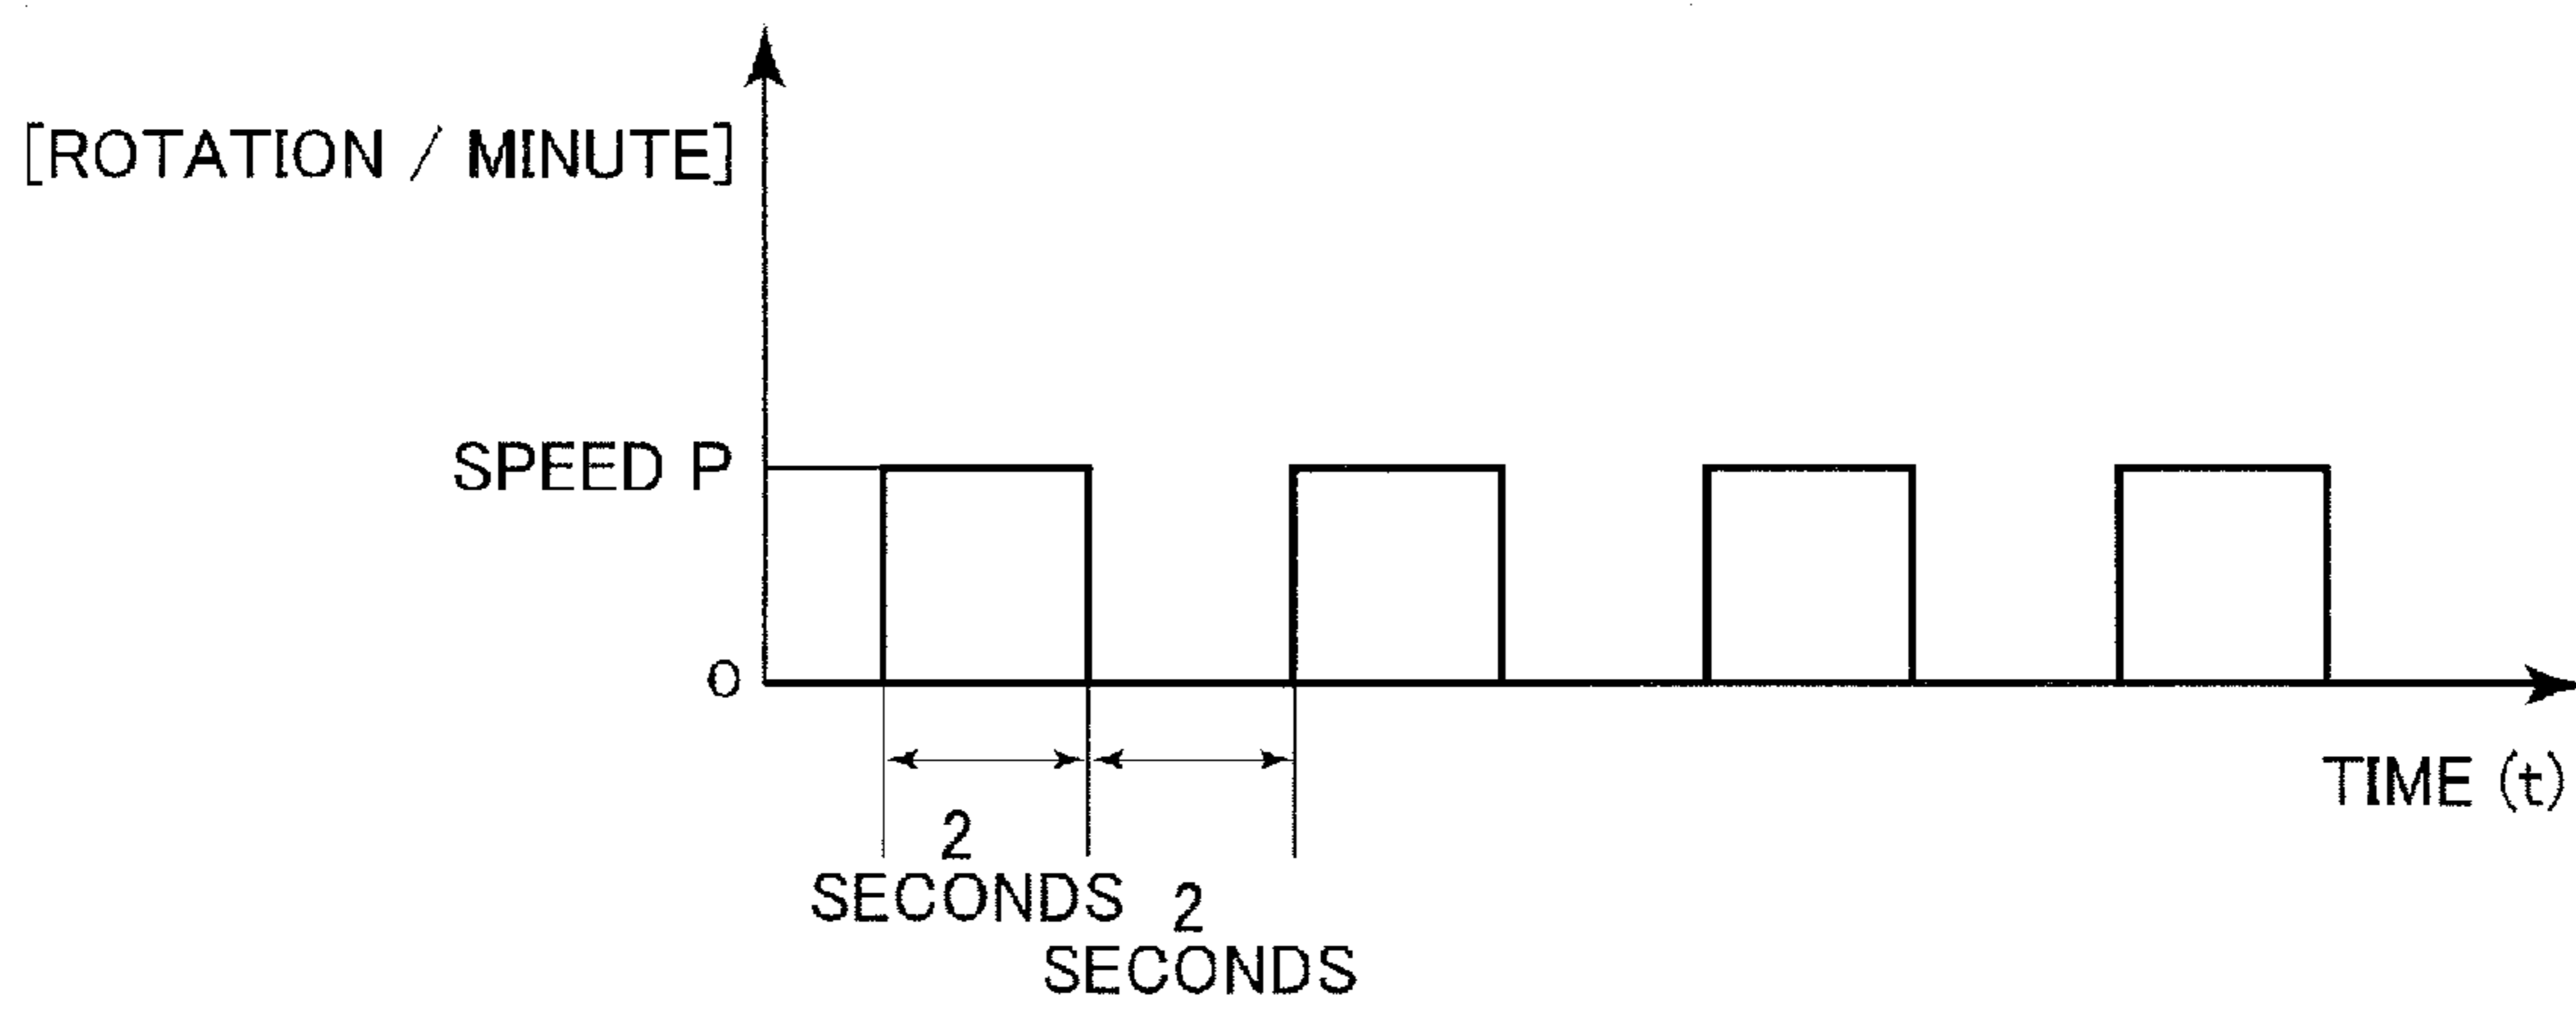 [ROTATION / MINUTE]
SPEED P
0
TIME (t)
2
SECONDS
2
SECONDS